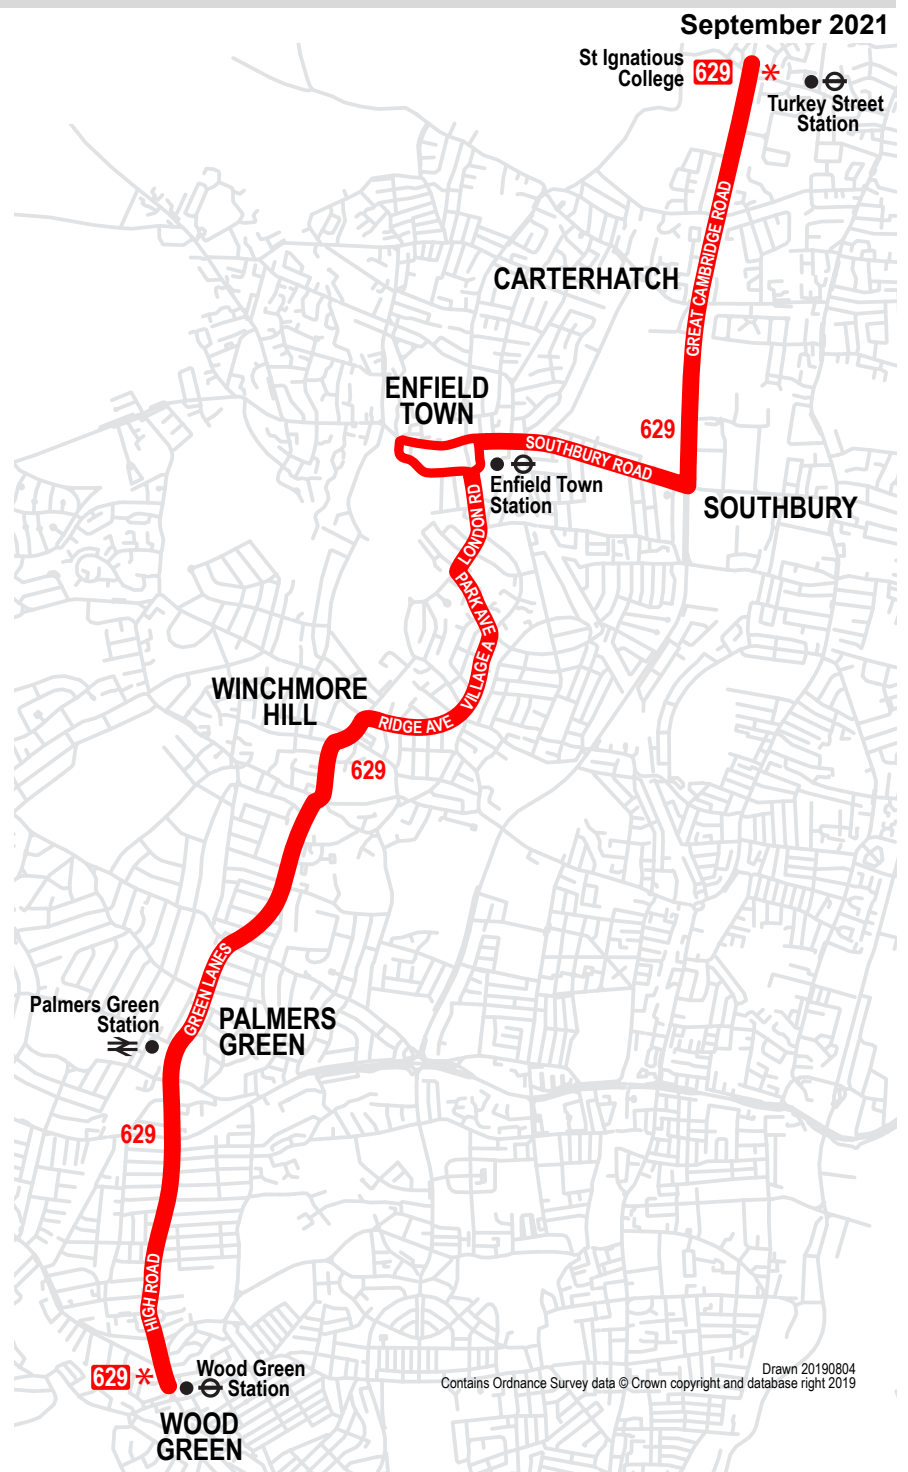 September 2021
St Ignatious
College
629 *
Turkey Street
Station
GREAT CAMBRIDGE ROAD
CARTERHATCH
ENFIELD
TOWN
629
SOUTHBURY ROAD
Enfield Town
Station
SOUTHBURY
LONDON RD
PARK AVE
VILLAGE A
WINCHMORE
HILL
RIDGE AVE
629
GREEN LANES
Palmers Green
Station
PALMERS
GREEN
629
HIGH ROAD
629 *
Wood Green
Station
WOOD
GREEN
Drawn 20190804
Contains Ordnance Survey data © Crown copyright and database right 2019